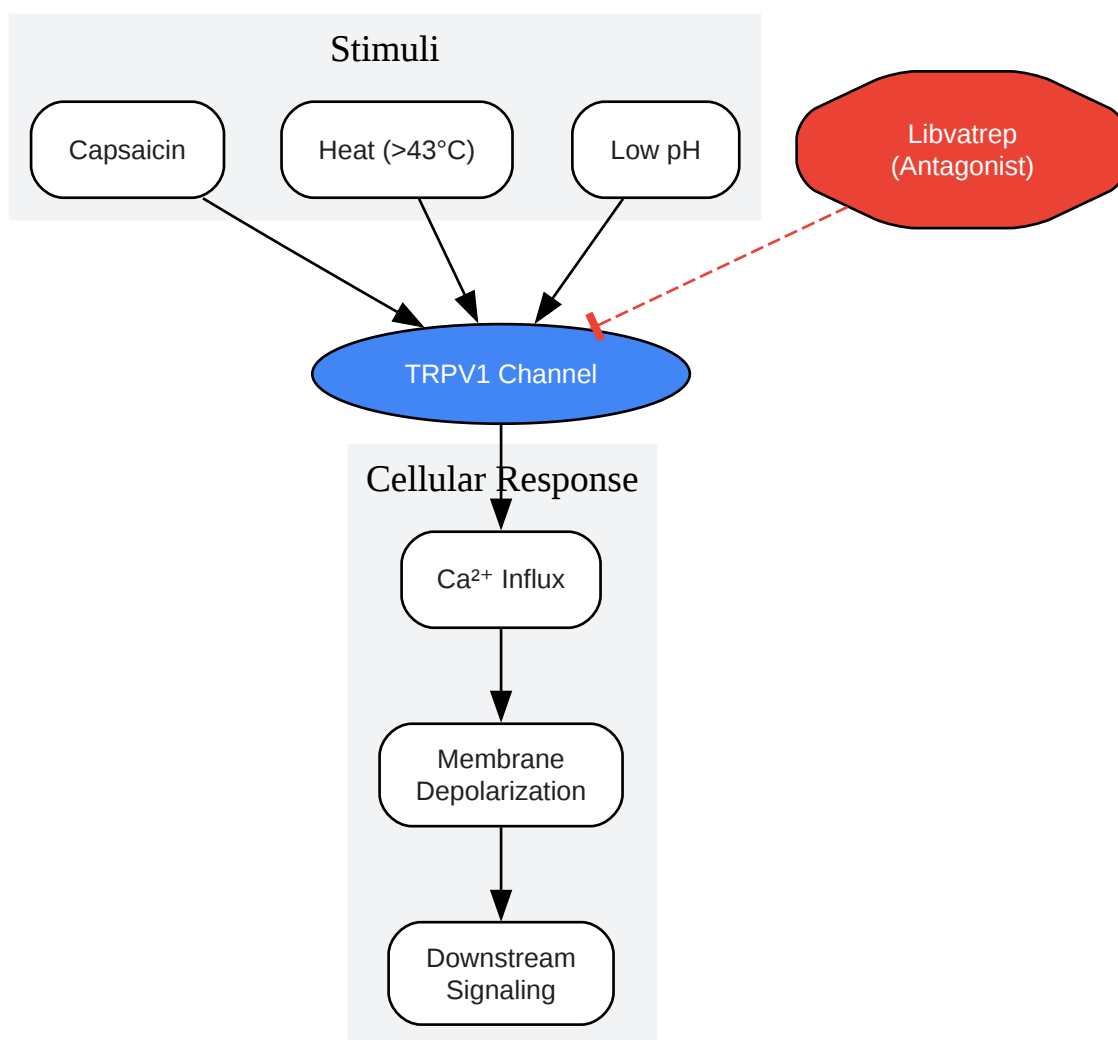 Stimuli
Capsaicin
Heat (>43°C)
Low pH
Libvatrep
(Antagonist)
TRPV1 Channel
Cellular Response
Ca²⁺ Influx
Membrane
Depolarization
Downstream
Signaling